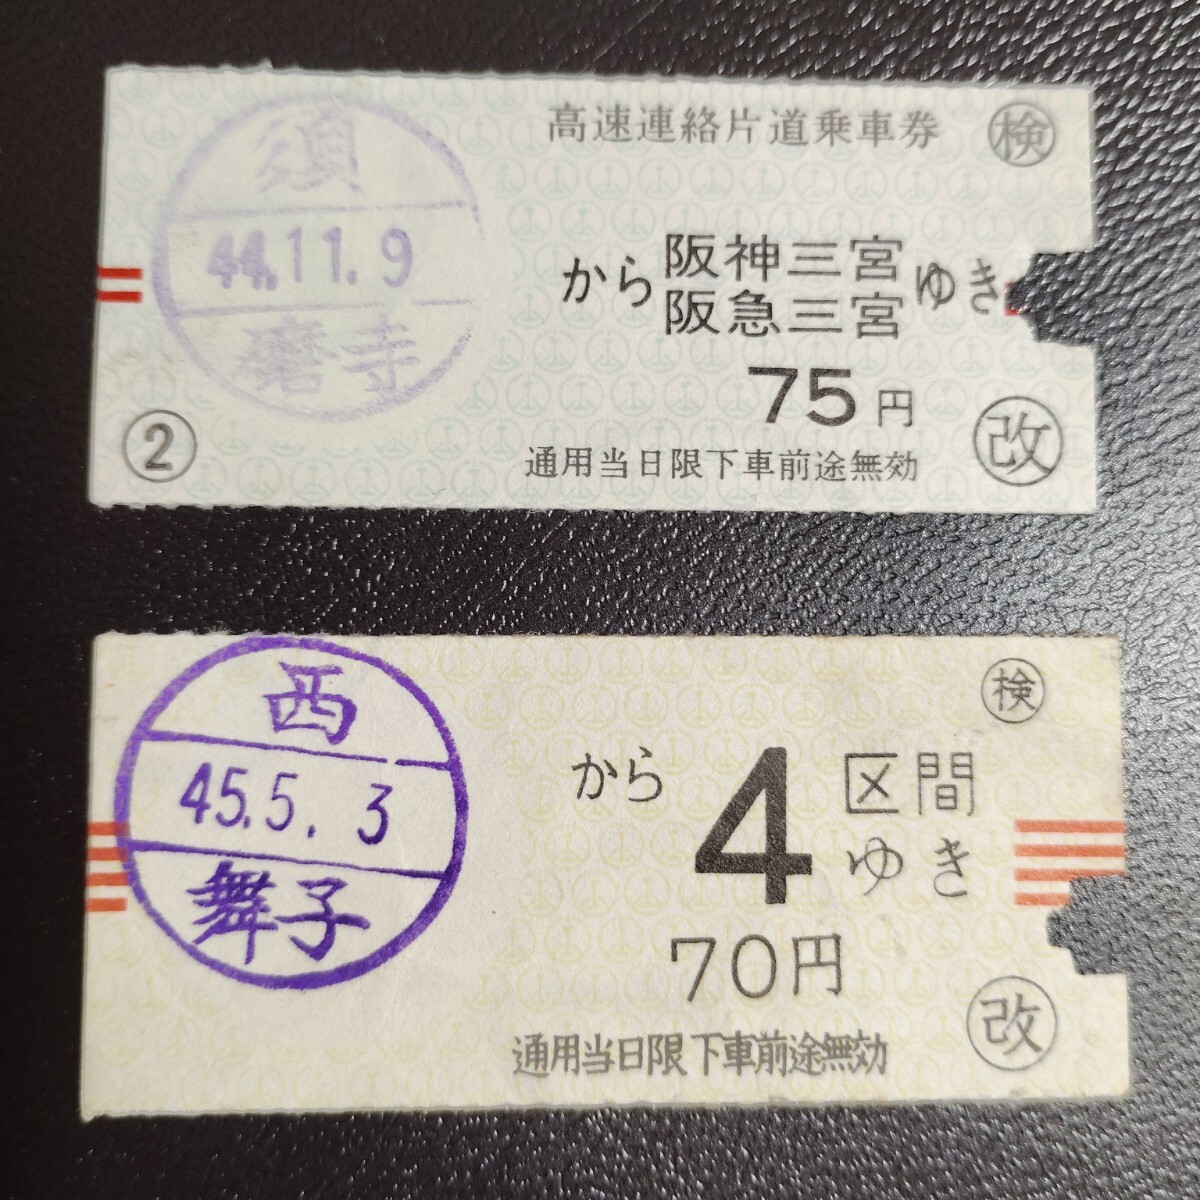 高速連絡片道乗車券 検
須
44.11.9
磨寺
から 阪神三宮 ゆき
阪急三宮
75円
② 改
通用当日限下車前途無効
検
西
45.5.3
舞子
から 4 区間
ゆき
70円
改
通用当日限下車前途無効